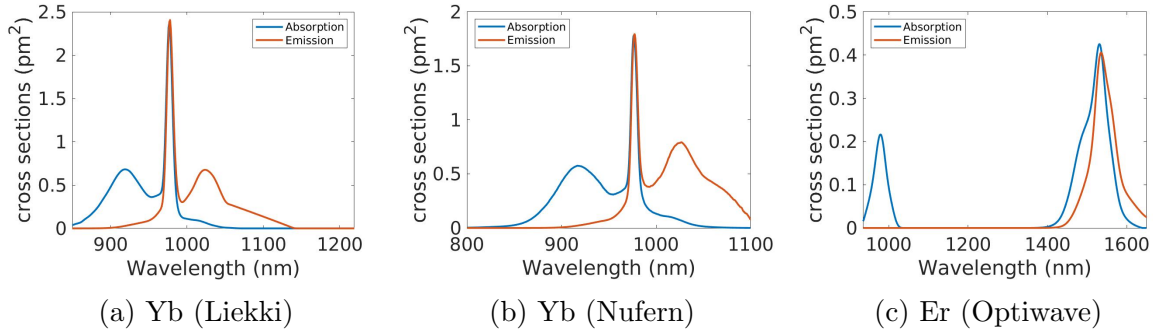 2.5
2
1.5
1
0.5
0
cross sections (pm²)
Absorption
Emission
900
1000
1100
1200
Wavelength (nm)
(a) Yb (Liekki)
2
1.5
1
0.5
0
cross sections (pm²)
Absorption
Emission
800
900
1000
1100
Wavelength (nm)
(b) Yb (Nufern)
0.5
0.4
0.3
0.2
0.1
0
cross sections (pm²)
Absorption
Emission
1000
1200
1400
1600
Wavelength (nm)
(c) Er (Optiwave)